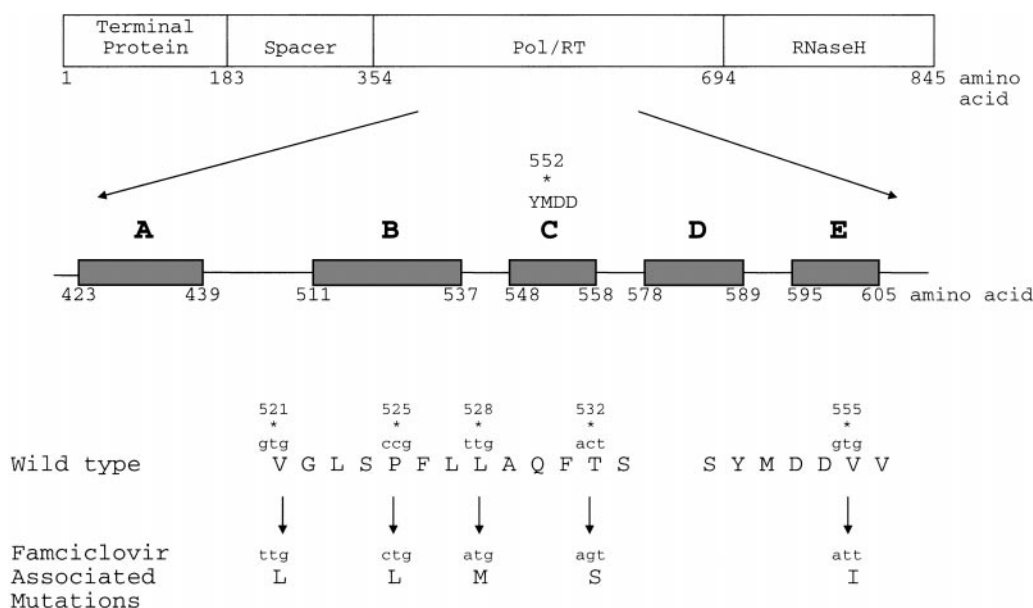 Terminal
Protein Spacer Pol/RT RNaseH
1 183 354 694 845 amino
acid
552
*
YMDD
A B C D E
423 439 511 537 548 558 578 589 595 605 amino acid
521 525 528 532 555
* * * * *
gtg ccg ttg act gtg
Wild type V G L S P F L L A Q F T S S Y M D D V V
Famciclovir ttg ctg atg agt att
Associated L L M S I
Mutations